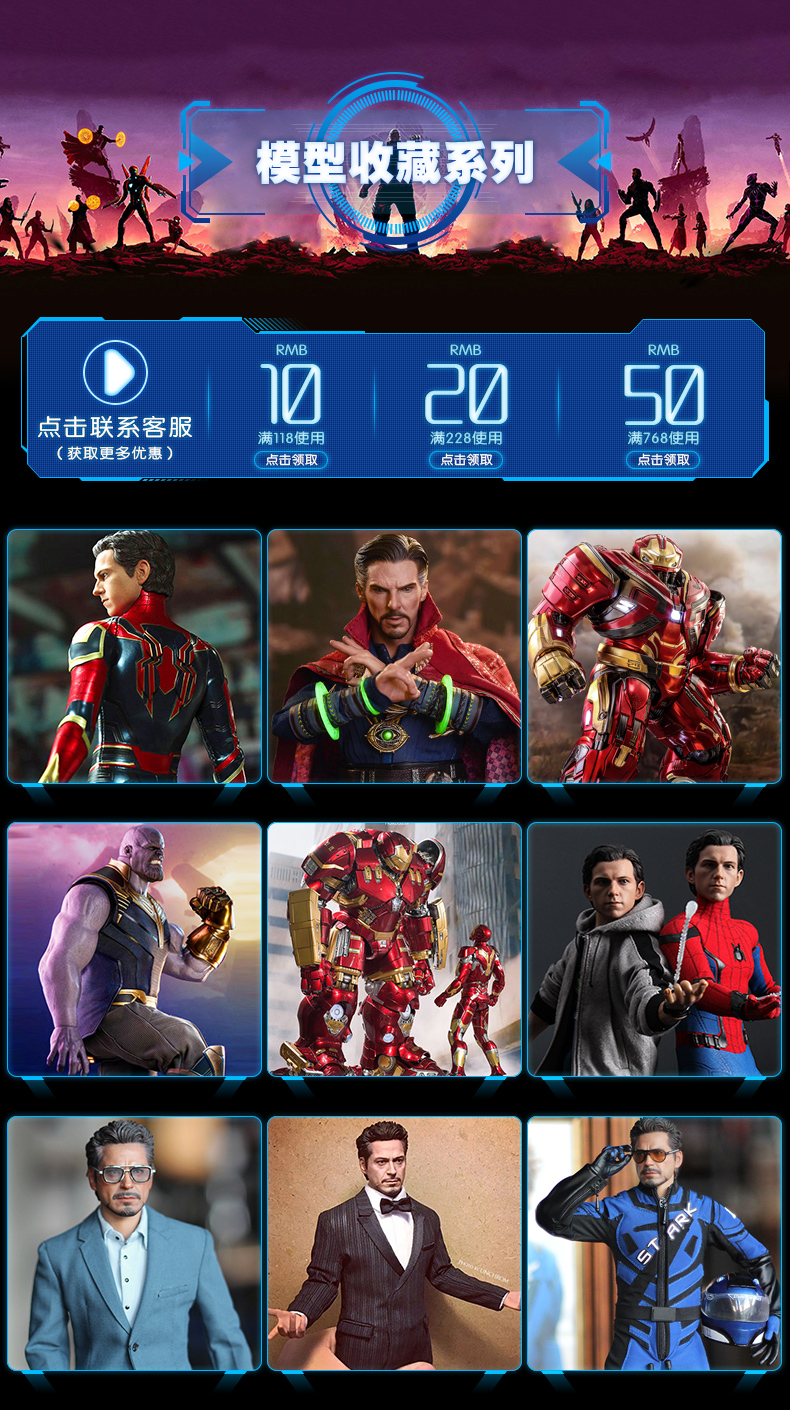 模型收藏系列
点击联系客服
（获取更多优惠）
RMB
10
满118使用
点击领取
RMB
20
满228使用
点击领取
RMB
50
满768使用
点击领取
STARK